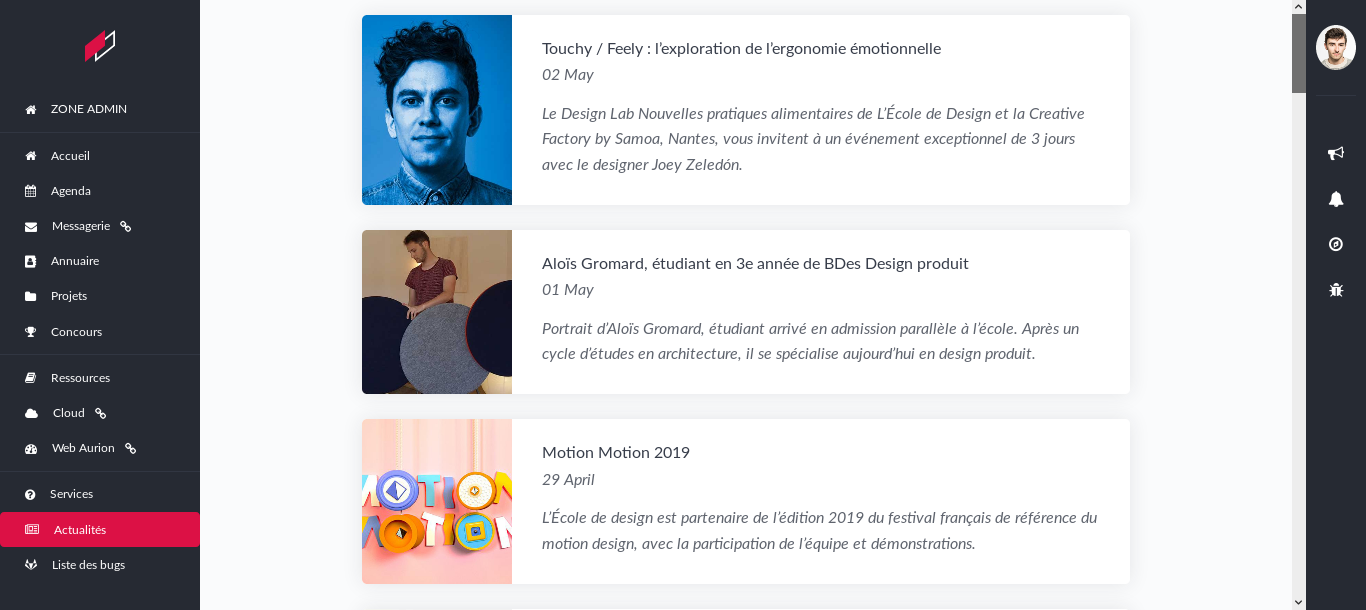 ZONE ADMIN
Accueil
Agenda
Messagerie
Annuaire
Projets
Concours
Ressources
Cloud
Web Aurion
Services
Actualités
Liste des bugs
Touchy / Feely : l’exploration de l’ergonomie émotionnelle
02 May
Le Design Lab Nouvelles pratiques alimentaires de L’École de Design et la Creative
Factory by Samoa, Nantes, vous invitent à un événement exceptionnel de 3 jours
avec le designer Joey Zeledón.
Aloïs Gromard, étudiant en 3e année de BDes Design produit
01 May
Portrait d’Aloïs Gromard, étudiant arrivé en admission parallèle à l’école. Après un
cycle d’études en architecture, il se spécialise aujourd’hui en design produit.
MOTION
MOTION
Motion Motion 2019
29 April
L’École de design est partenaire de l’édition 2019 du festival français de référence du
motion design, avec la participation de l’équipe et démonstrations.